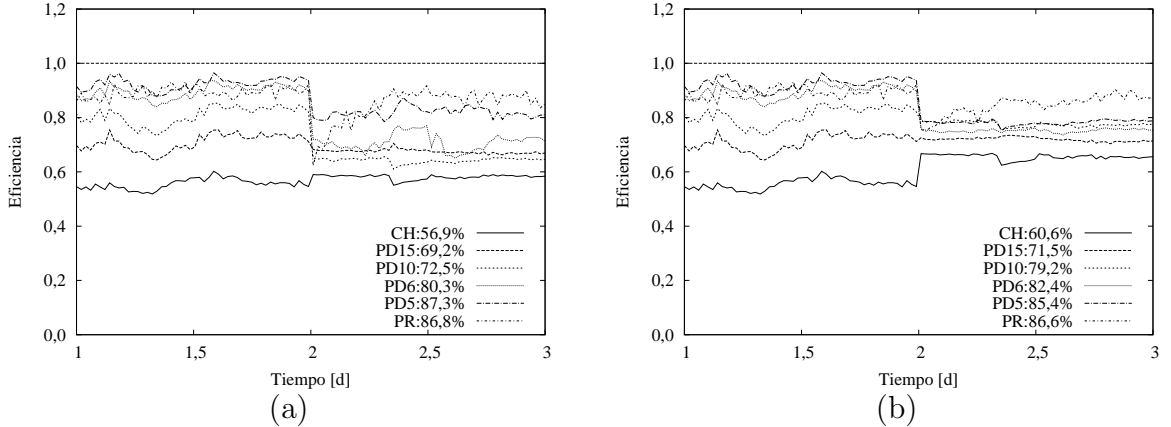 1,2
1,0
0,8
0,6
0,4
0,2
0,0
Eficiencia
CH:56,9%
PD15:69,2%
PD10:72,5%
PD6:80,3%
PD5:87,3%
PR:86,8%
1 1,5 2 2,5 3
Tiempo [d]
(a)
1,2
1,0
0,8
0,6
0,4
0,2
0,0
Eficiencia
CH:60,6%
PD15:71,5%
PD10:79,2%
PD6:82,4%
PD5:85,4%
PR:86,6%
1 1,5 2 2,5 3
Tiempo [d]
(b)